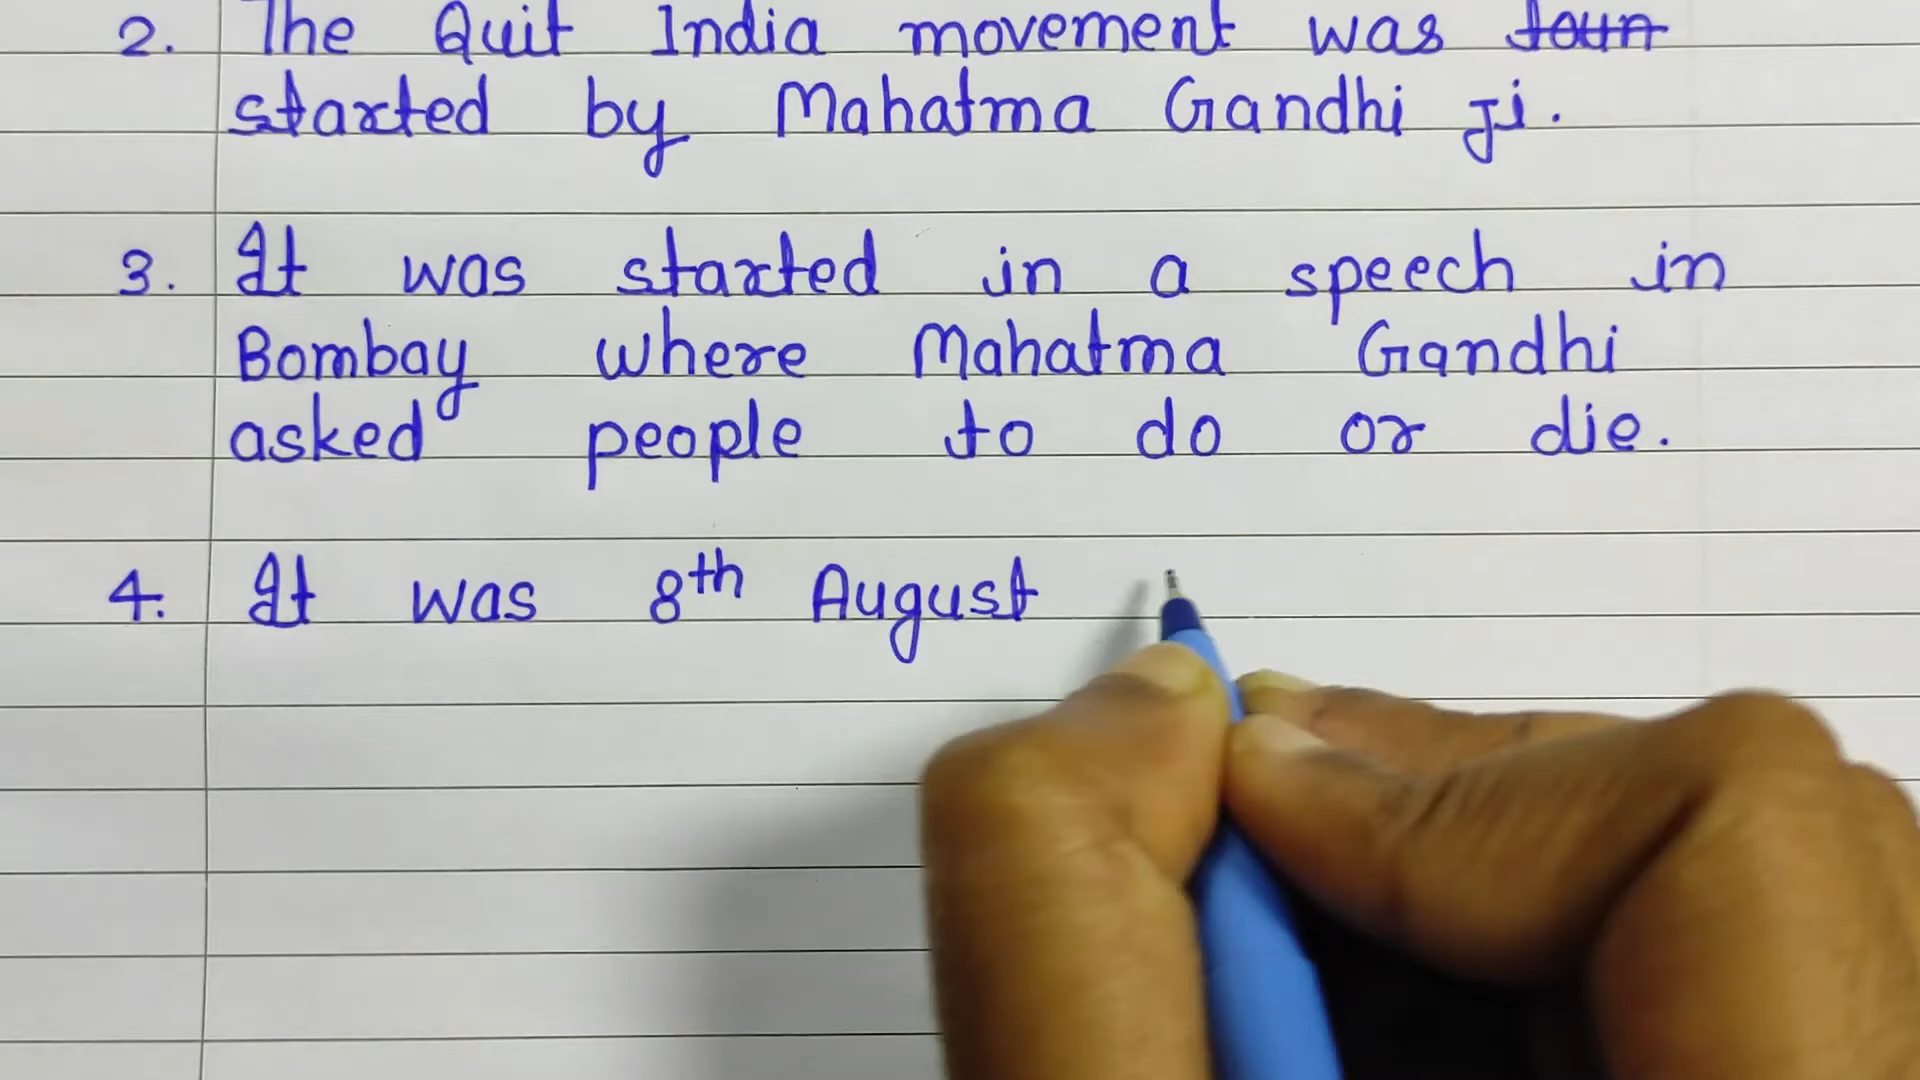 2. The Quit India movement was
started by Mahatma Gandhi Ji.
3. It was started in a speech in
Bombay where Mahatma Gandhi
asked people to do or die.
4. It was 8th August